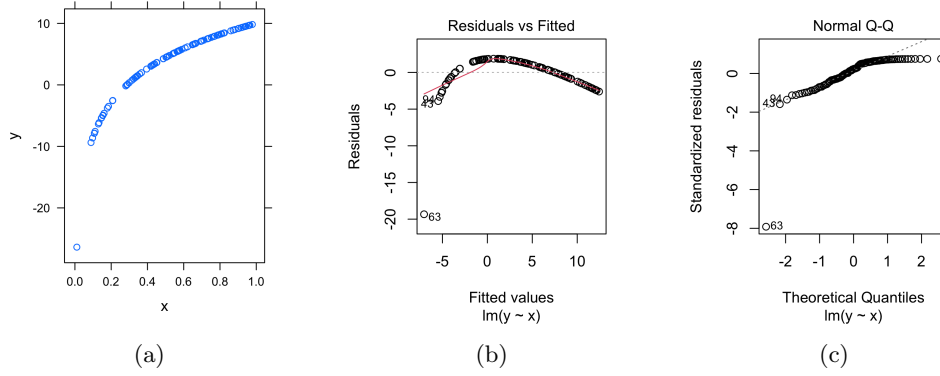 10
0
-10
-20
y
0.0 0.2 0.4 0.6 0.8 1.0
x
(a)
Residuals vs Fitted
0
-5
-10
-15
-20
Residuals
94
43
63
-5 0 5 10
Fitted values
lm(y ~ x)
(b)
Normal Q-Q
0
-2
-4
-6
-8
Standardized residuals
94
43
63
-2 -1 0 1 2
Theoretical Quantiles
lm(y ~ x)
(c)